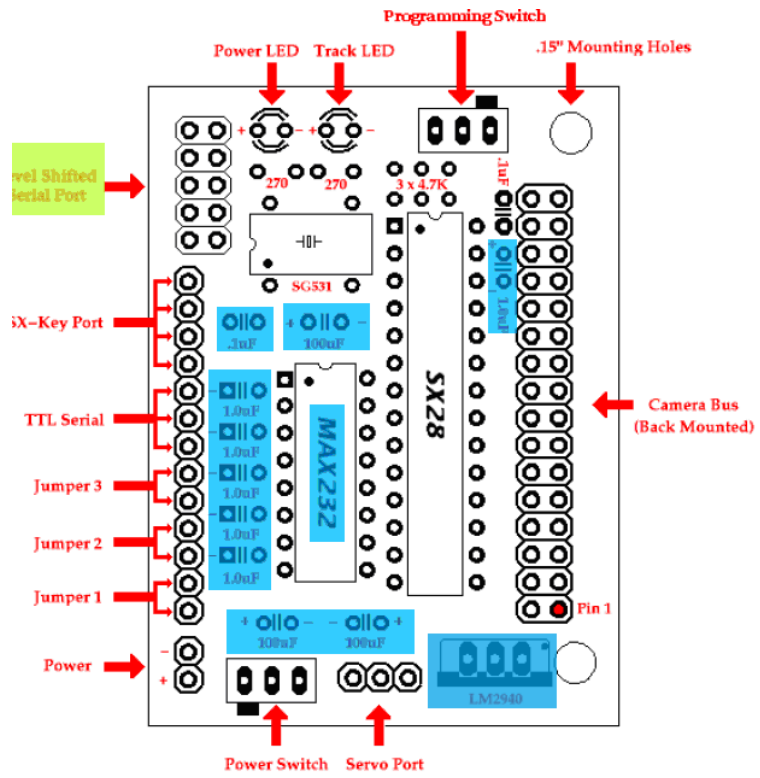 Programming Switch
Power LED
Track LED
.15" Mounting Holes
+
-
+
-
270
270
3 x 4.7K
.1uF
evel Shifted
Serial Port
SG531
-
1.0uF
SX-Key Port
.1uF
+
-
100uF
SX28
TTL Serial
-
1.0uF
-
1.0uF
MAX232
Camera Bus
(Back Mounted)
Jumper 3
-
1.0uF
Jumper 2
-
1.0uF
-
1.0uF
Jumper 1
Pin 1
+
-
100uF
-
+
100uF
Power
-
+
LM2940
Power Switch
Servo Port